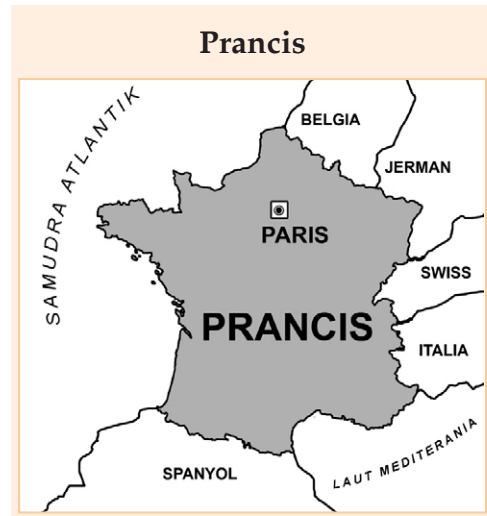 Prancis
SAMUDRA ATLANTIK
BELGIA
JERMAN
PARIS
SWISS
PRANCIS
ITALIA
SPANYOL
LAUT MEDITERANIA